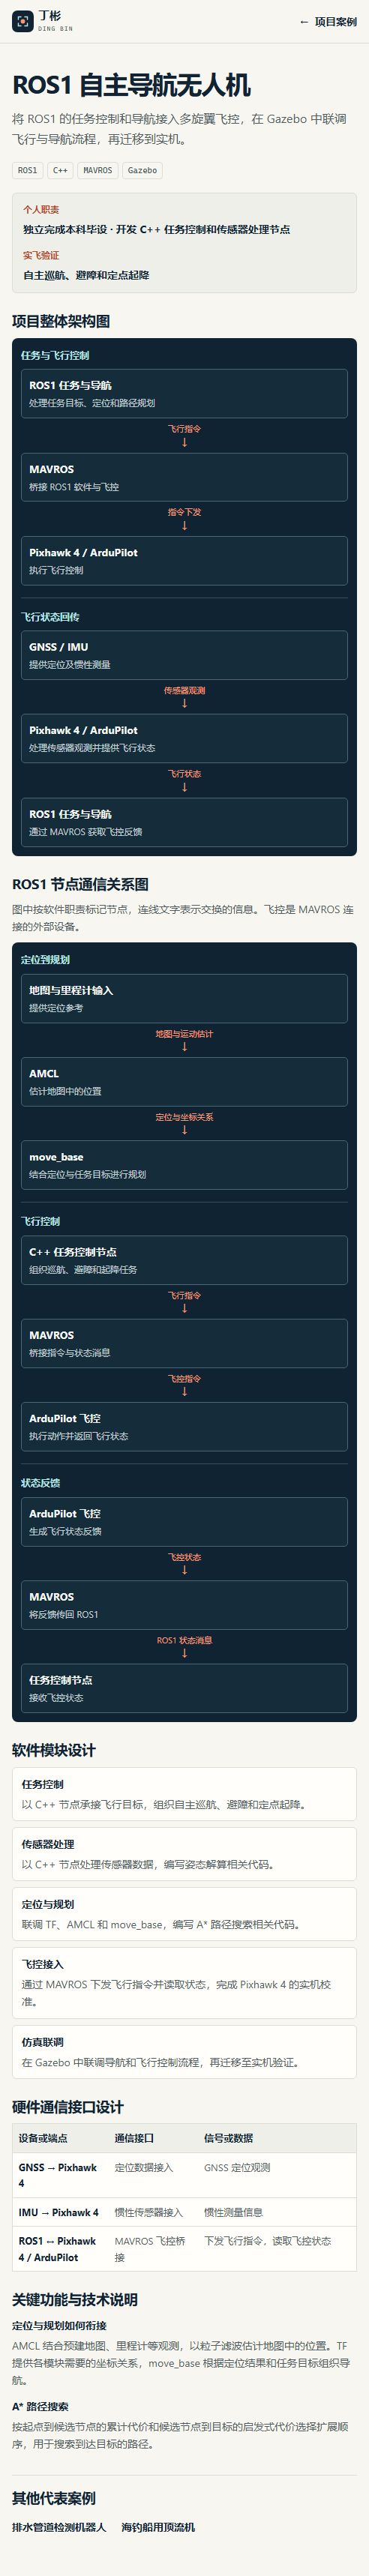 丁彬
DING BIN
← 项目案例
ROS1 自主导航无人机
将 ROS1 的任务控制和导航接入多旋翼飞控，在 Gazebo 中联调
飞行与导航流程，再迁移到实机。
ROS1 C++ MAVROS Gazebo
个人职责
独立完成本科毕设 · 开发 C++ 任务控制和传感器处理节点
实飞验证
自主巡航、避障和定点起降
项目整体架构图
任务与飞行控制
ROS1 任务与导航
处理任务目标、定位和路径规划
飞行指令
↓
MAVROS
桥接 ROS1 软件与飞控
指令下发
↓
Pixhawk 4 / ArduPilot
执行飞行控制
飞行状态回传
GNSS / IMU
提供定位及惯性测量
传感器观测
↓
Pixhawk 4 / ArduPilot
处理传感器观测并提供飞行状态
飞行状态
↓
ROS1 任务与导航
通过 MAVROS 获取飞控反馈
ROS1 节点通信关系图
图中按软件职责标记节点，连线文字表示交换的信息。飞控是 MAVROS 连
接的外部设备。
定位到规划
地图与里程计输入
提供定位参考
地图与运动估计
↓
AMCL
估计地图中的位置
定位与坐标关系
↓
move_base
结合定位与任务目标进行规划
飞行控制
C++ 任务控制节点
组织巡航、避障和起降任务
飞行指令
↓
MAVROS
桥接指令与状态消息
飞控指令
↓
ArduPilot 飞控
执行动作并返回飞行状态
状态反馈
ArduPilot 飞控
生成飞行状态反馈
飞控状态
↓
MAVROS
将反馈传回 ROS1
ROS1 状态消息
↓
任务控制节点
接收飞控状态
软件模块设计
任务控制
以 C++ 节点承接飞行目标，组织自主巡航、避障和定点起降。
传感器处理
以 C++ 节点处理传感器数据，编写姿态解算相关代码。
定位与规划
联调 TF、AMCL 和 move_base，编写 A* 路径搜索相关代码。
飞控接入
通过 MAVROS 下发飞行指令并读取状态，完成 Pixhawk 4 的实机校
准。
仿真联调
在 Gazebo 中联调导航和飞行控制流程，再迁移至实机验证。
硬件通信接口设计
设备或端点 通信接口 信号或数据
GNSS → Pixhawk 定位数据接入 GNSS 定位观测
4
IMU → Pixhawk 4 惯性传感器接入 惯性测量信息
ROS1 ↔ Pixhawk MAVROS 飞控桥 下发飞行指令，读取飞控状态
4 / ArduPilot 接
关键功能与技术说明
定位与规划如何衔接
AMCL 结合预建地图、里程计等观测，以粒子滤波估计地图中的位置。TF
提供各模块需要的坐标关系，move_base 根据定位结果和任务目标组织导
航。
A* 路径搜索
按起点到候选节点的累计代价和候选节点到目标的启发式代价选择扩展顺
序，用于搜索到达目标的路径。
其他代表案例
排水管道检测机器人 海钓船用顶流机